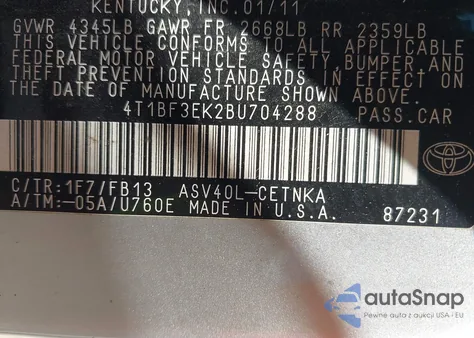 KENTUCKY, INC. 01/11
GVWR 4345LB GAWR FR 2668LB RR 2359LB
THIS VEHICLE CONFORMS TO ALL APPLICABLE
FEDERAL MOTOR VEHICLE SAFETY, BUMPER, AND
THEFT PREVENTION STANDARDS IN EFFECT ON
THE DATE OF MANUFACTURE SHOWN ABOVE.
4T1BF3EK2BU704288 PASS.CAR
C/TR:1F7/FB13 ASV40L-CETNKA
A/TM:-05A/U760E MADE IN U.S.A. 87231
TOYOTA
autoSnap
Pewne auta z aukcji USA i EU